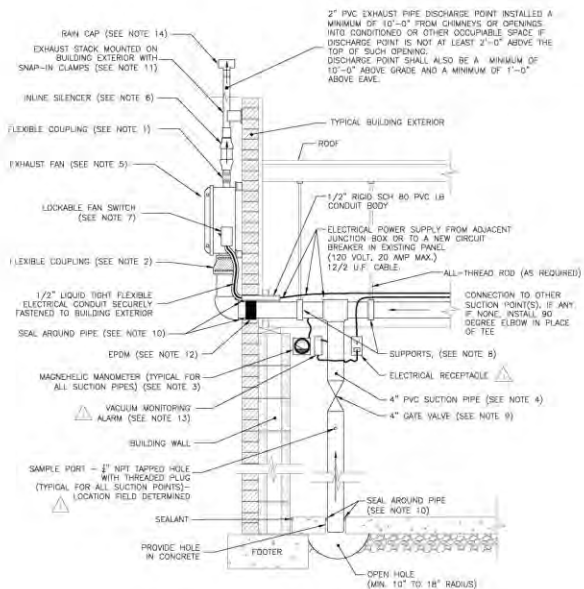 RAIN CAP (SEE NOTE 14)
EXHAUST STACK MOUNTED ON
BUILDING EXTERIOR WITH
SNAP-IN CLAMPS (SEE NOTE 11)
INLINE SILENCER (SEE NOTE 6)
FLEXIBLE COUPLING (SEE NOTE 1)
EXHAUST FAN (SEE NOTE 5)
LOCKABLE FAN SWITCH
(SEE NOTE 7)
FLEXIBLE COUPLING (SEE NOTE 2)
1/2" LIQUID TIGHT FLEXIBLE
ELECTRICAL CONDUIT SECURELY
FASTENED TO BUILDING EXTERIOR
SEAL AROUND PIPE (SEE NOTE 10)
EPDM (SEE NOTE 12)
MAGNEHELIC MANOMETER (TYPICAL FOR
ALL SUCTION PIPES) (SEE NOTE 3)
VACUUM MONITORING
ALARM (SEE NOTE 13)
BUILDING WALL
SAMPLE PORT – NPT TAPPED HOLE
WITH THREADED PLUG
(TYPICAL FOR ALL SUCTION POINTS)–
LOCATION FIELD DETERMINED
SEALANT
PROVIDE HOLE
IN CONCRETE
FOOTER
2" PVC EXHAUST PIPE DISCHARGE POINT INSTALLED A
MINIMUM OF 10'-0" FROM CHIMNEYS OR OPENINGS
INTO CONDITIONED OR OTHER OCCUPIABLE SPACE IF
DISCHARGE POINT IS NOT AT LEAST 2'-0" ABOVE THE
TOP OF SUCH OPENING.
DISCHARGE POINT SHALL ALSO BE A MINIMUM OF
10'-0" ABOVE GRADE AND A MINIMUM OF 1'-0"
ABOVE EAVE.
TYPICAL BUILDING EXTERIOR
ROOF
1/2" RIGID SCH 80 PVC LB
CONDUIT BODY
ELECTRICAL POWER SUPPLY FROM ADJACENT
JUNCTION BOX OR TO A NEW CIRCUIT
BREAKER IN EXISTING PANEL
(120 VOLT, 20 AMP MAX.)
12/2 U.F. CABLE.
ALL-THREAD ROD (AS REQUIRED)
CONNECTION TO OTHER
SUCTION POINT(S). IF ANY.
IF NONE, INSTALL 90
DEGREE ELBOW IN PLACE
OF TEE
SUPPORTS, (SEE NOTE 8)
ELECTRICAL RECEPTACLE
4" PVC SUCTION PIPE (SEE NOTE 4)
4" GATE VALVE (SEE NOTE 9)
SEAL AROUND PIPE
(SEE NOTE 10)
OPEN HOLE
(MIN. 10" TO 18" RADIUS)